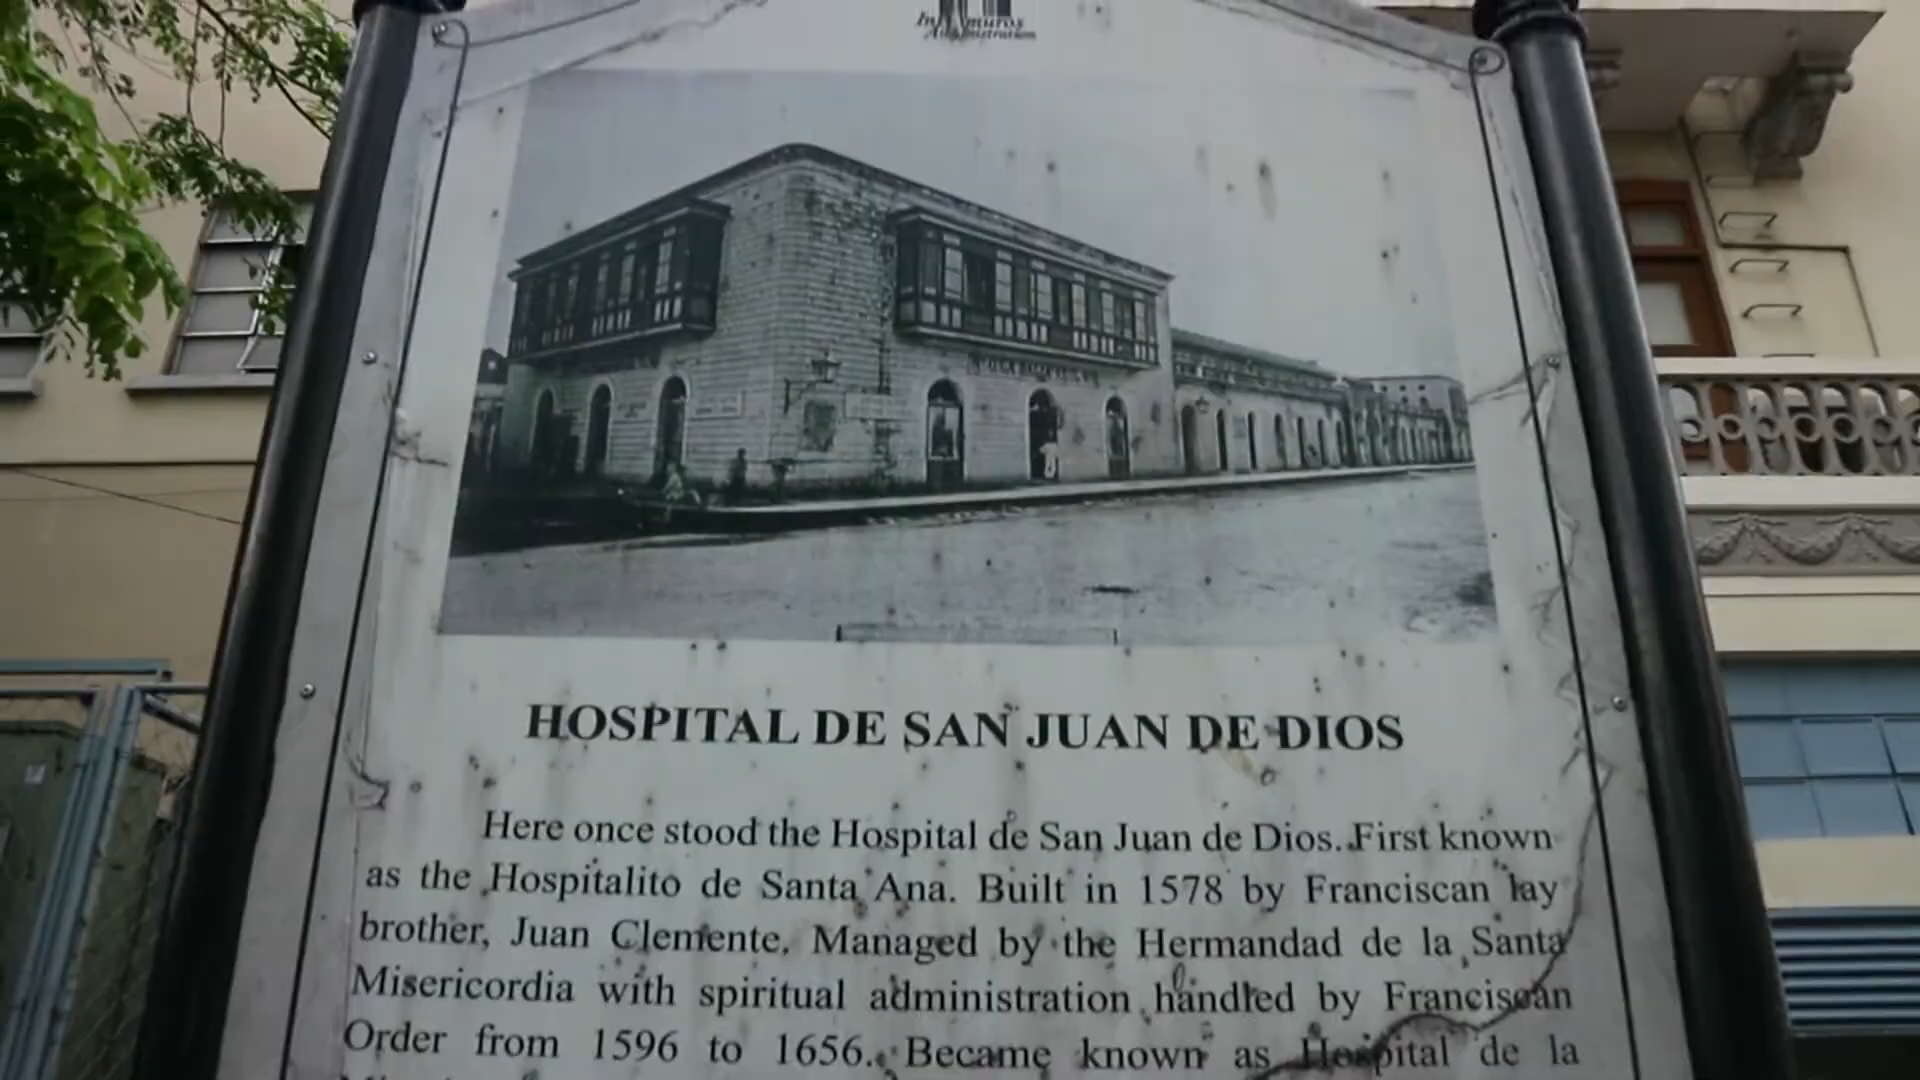 Administration
HOSPITAL DE SAN JUAN DE DIOS
Here once stood the Hospital de San Juan de Dios. First known
as the Hospitalito de Santa Ana. Built in 1578 by Franciscan lay
brother, Juan Clemente. Managed by the Hermandad de la Santa
Misericordia with spiritual administration handled by Franciscan
Order from 1596 to 1656. Became known as Hospital de la